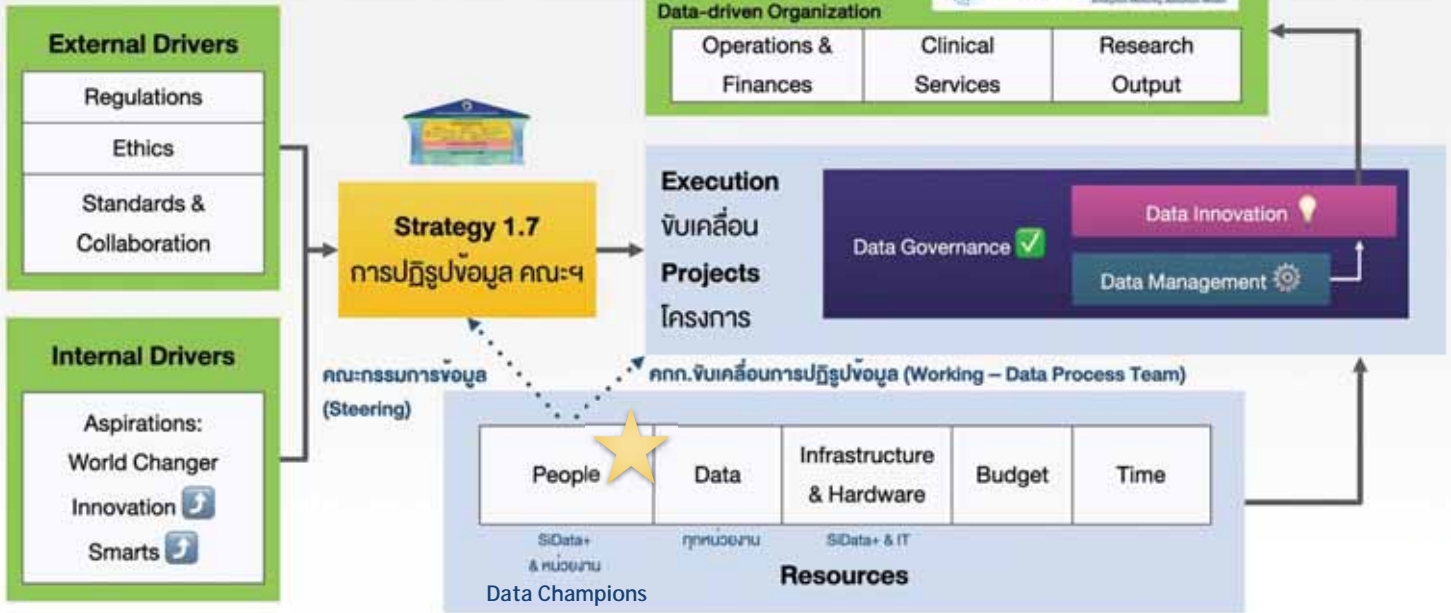 Data-driven Organization
Operations &
Finances
Clinical
Services
Research
Output
External Drivers
Regulations
Ethics
Standards &
Collaboration
Strategy 1.7
การปฏิรูปข้อมูล คณะฯ
Execution
ขับเคลื่อน
Projects
โครงการ
Data Governance
Data Innovation
Data Management
Internal Drivers
Aspirations:
World Changer
Innovation
Smarts
คณะกรรมการข้อมูล
(Steering)
คกก.ขับเคลื่อนการปฏิรูปข้อมูล (Working – Data Process Team)
People
Data
Infrastructure
& Hardware
Budget
Time
SiData+
& หน่วยงาน
ทุกหน่วยงาน
SiData+ & IT
Data Champions
Resources